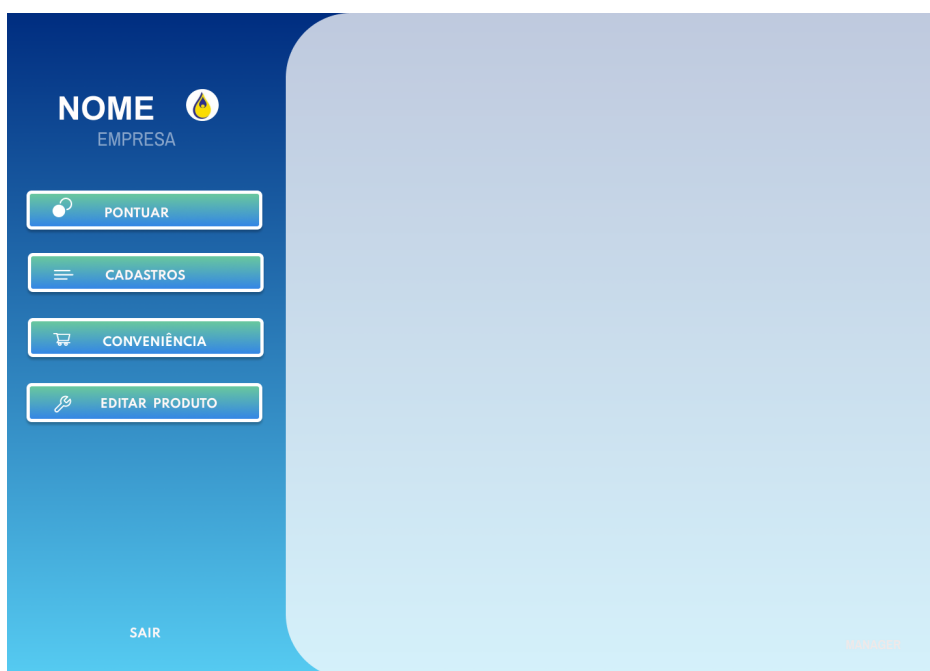 NOME
EMPRESA
PONTUAR
CADASTROS
CONVENIÊNCIA
EDITAR PRODUTO
SAIR